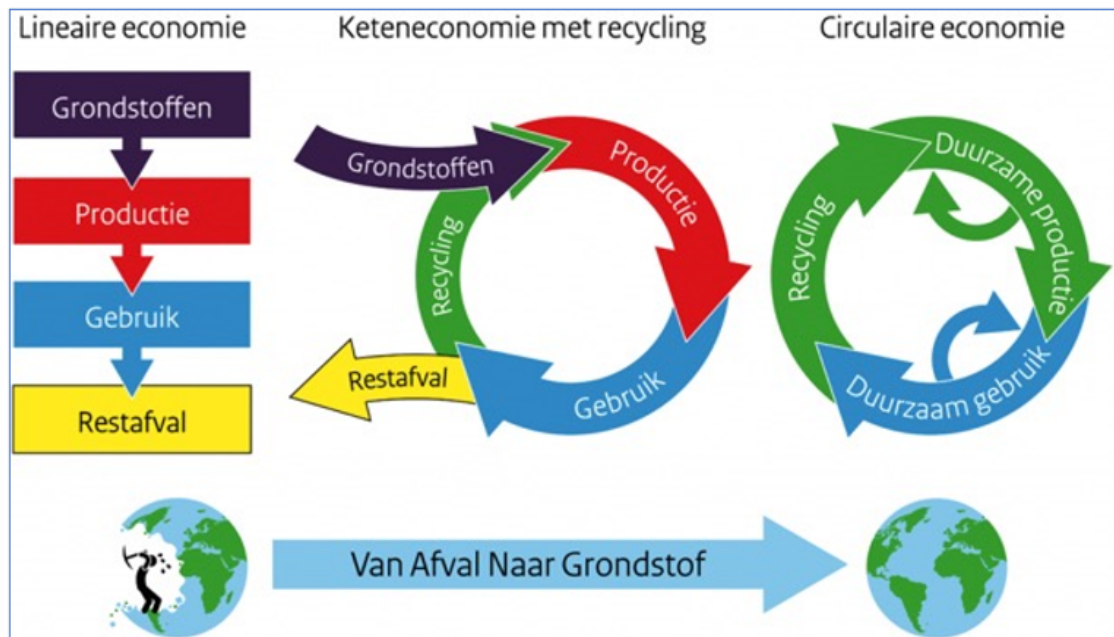 Lineaire economie
Grondstoffen
Productie
Gebruik
Restafval
Keteneconomie met recycling
Grondstoffen
Productie
Gebruik
Recycling
Restafval
Circulaire economie
Duurzame productie
Duurzaam gebruik
Recycling
Van Afval Naar Grondstof